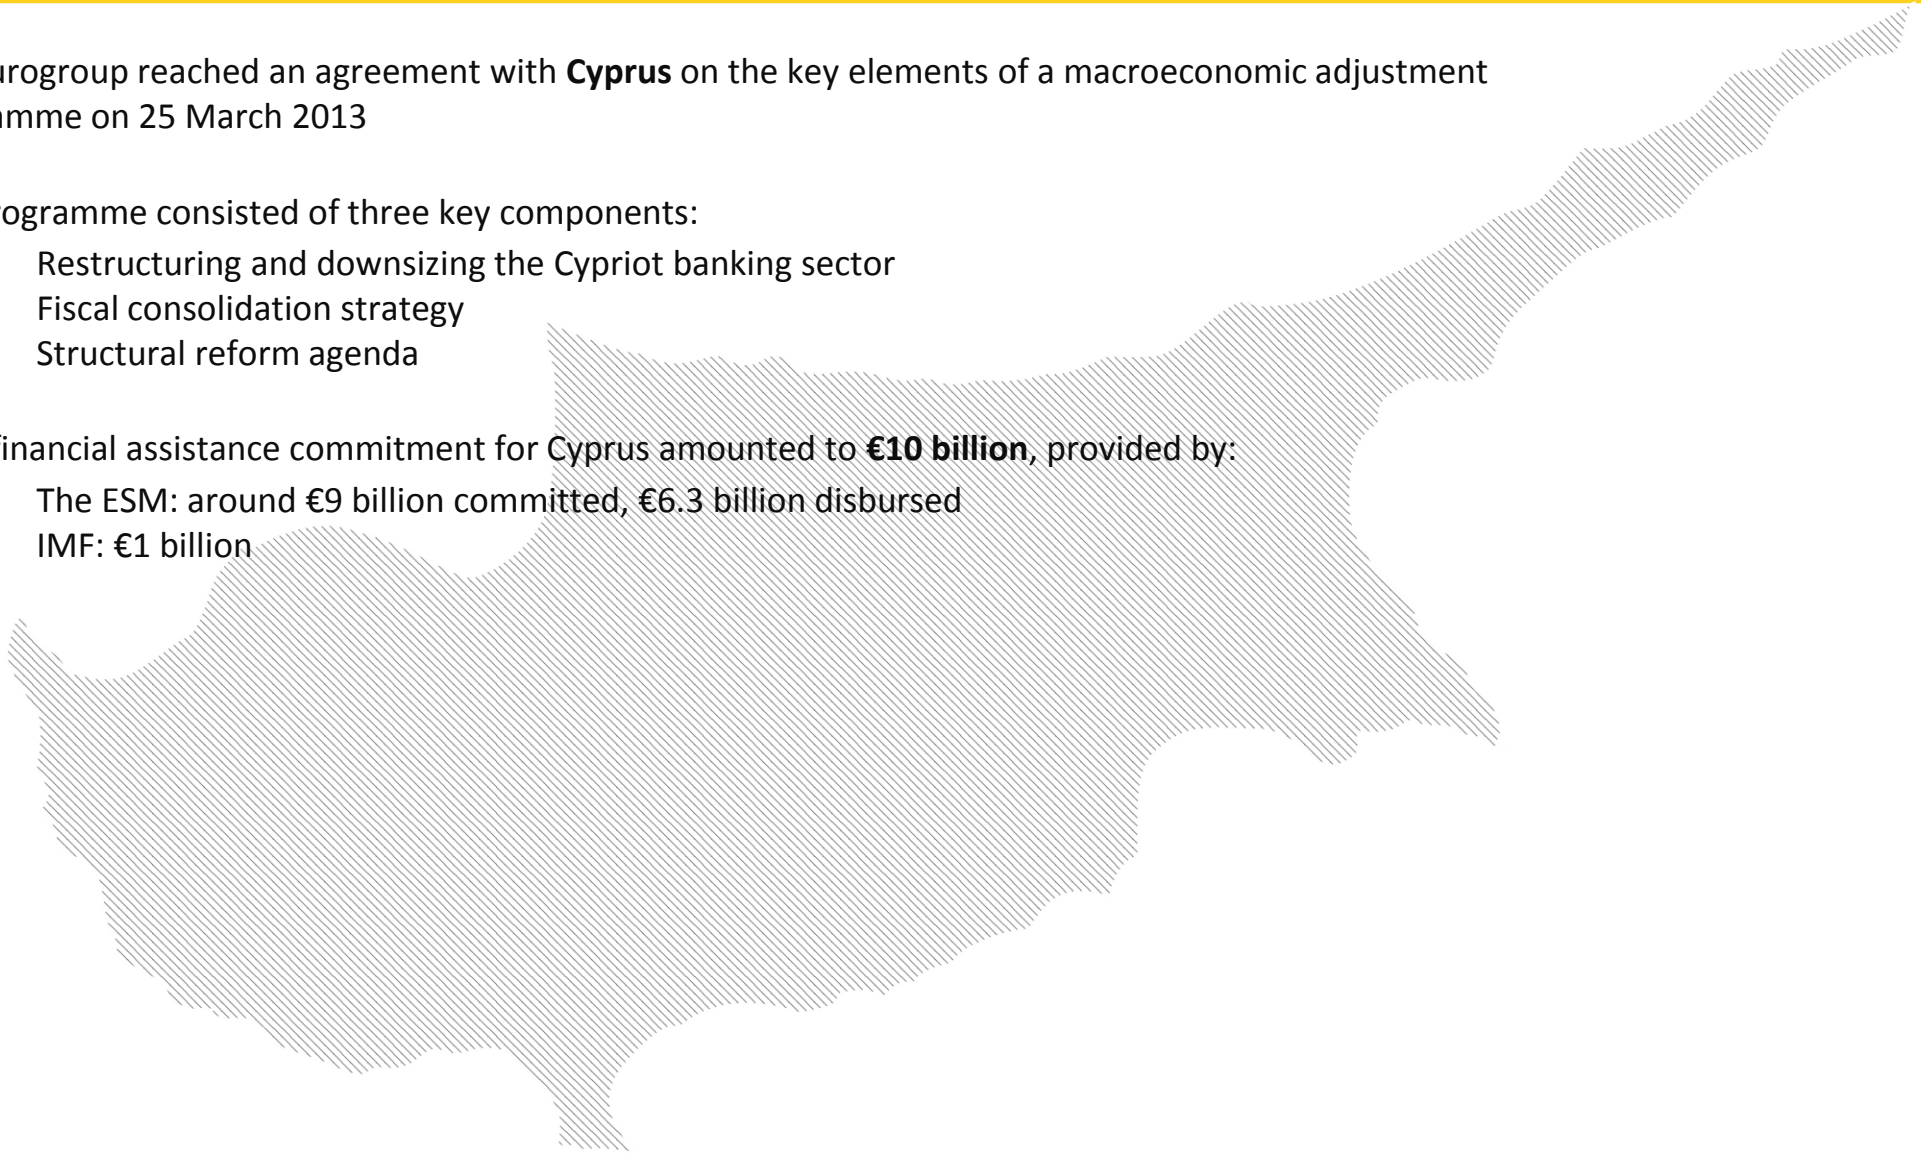 urogroup reached an agreement with Cyprus on the key elements of a macroeconomic adjustment
amme on 25 March 2013
rogramme consisted of three key components:
Restructuring and downsizing the Cypriot banking sector
Fiscal consolidation strategy
Structural reform agenda
financial assistance commitment for Cyprus amounted to €10 billion, provided by:
The ESM: around €9 billion committed, €6.3 billion disbursed
IMF: €1 billion